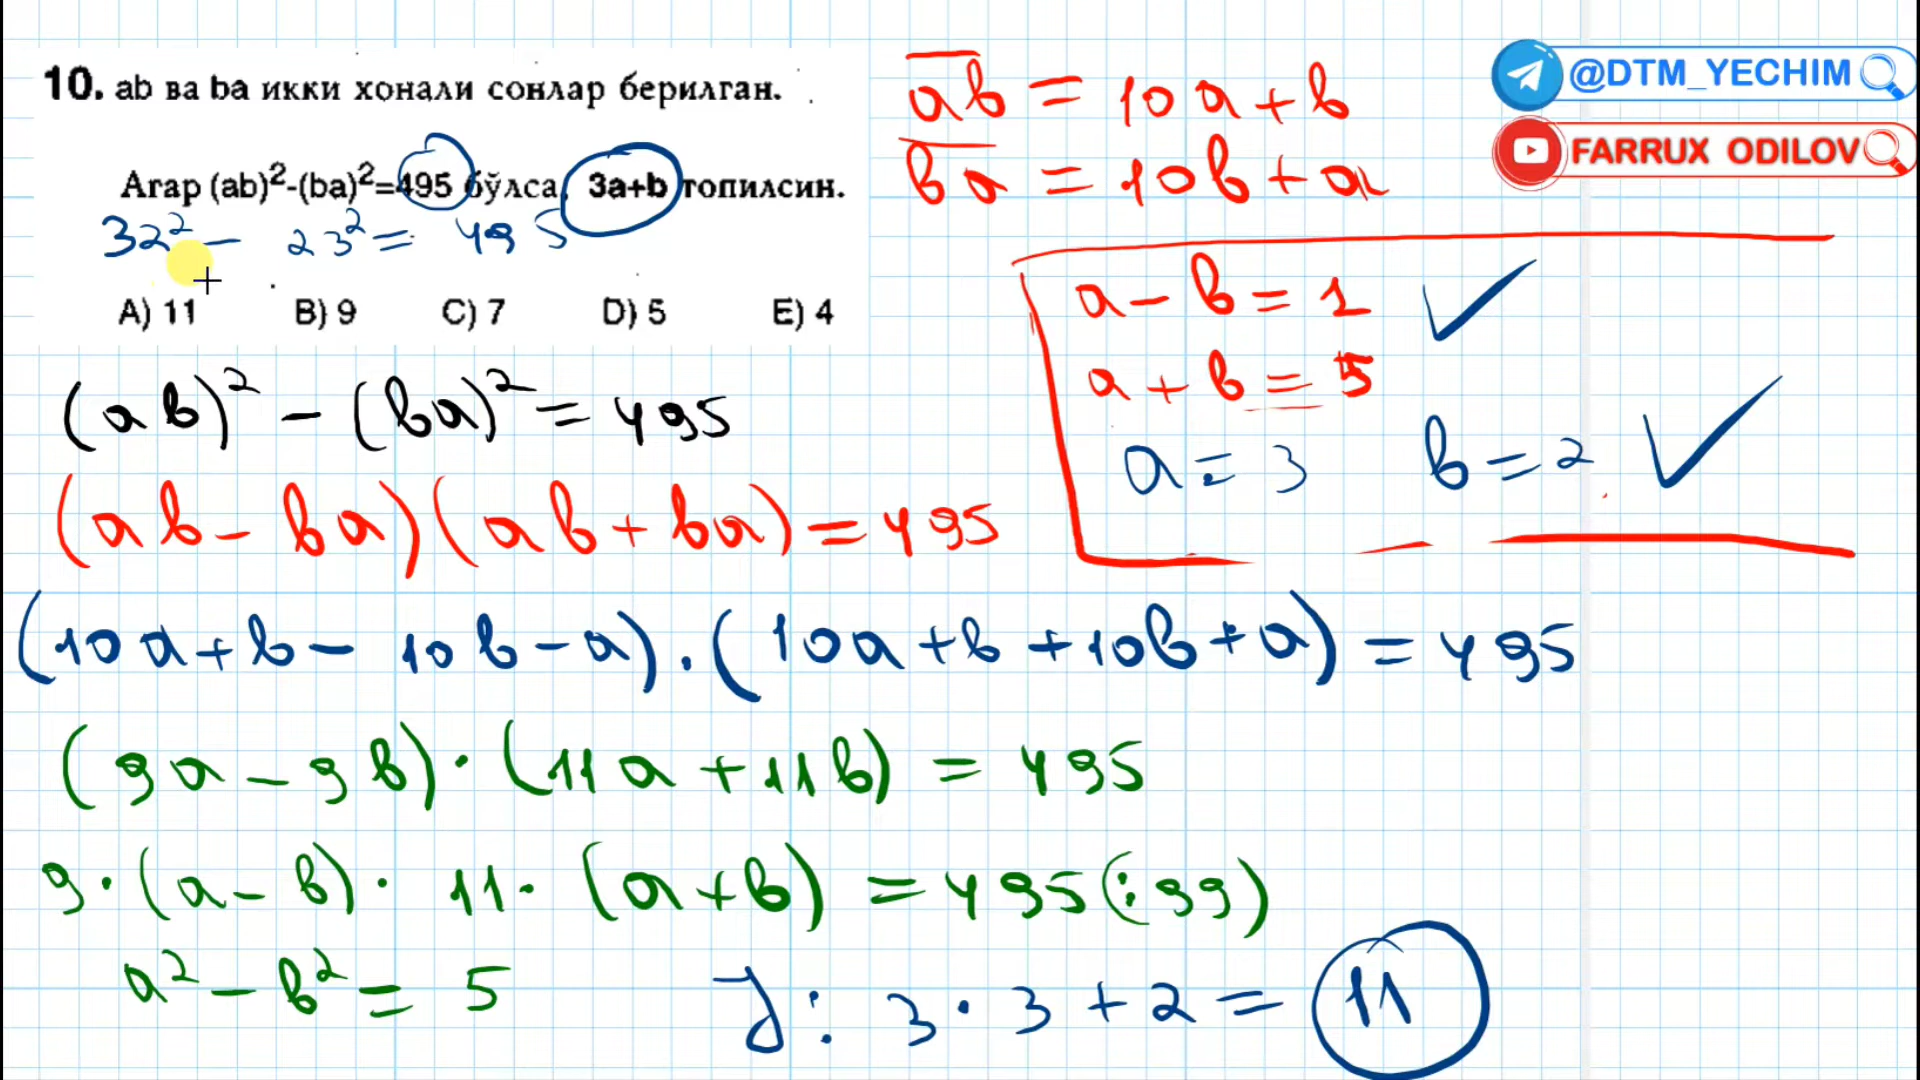 10. ab ва ba икки хонали сонлар берилган.
Агар (ab)²-(ba)²=495 бўлса, 3a+b топилсин.
32² - 23² = 495
A) 11 B) 9 C) 7 D) 5 E) 4
ab = 10a + b
ba = 10b + a
@DTM_YECHIM
FARRUX ODILOV
a - b = 1
a + b = 5
a = 3 b = 2
(ab)² - (ba)² = 495
(ab - ba)(ab + ba) = 495
(10a + b - 10b - a) · (10a + b + 10b + a) = 495
(9a - 9b) · (11a + 11b) = 495
9 · (a - b) · 11 · (a + b) = 495 (:99)
a² - b² = 5
J: 3 · 3 + 2 = 11